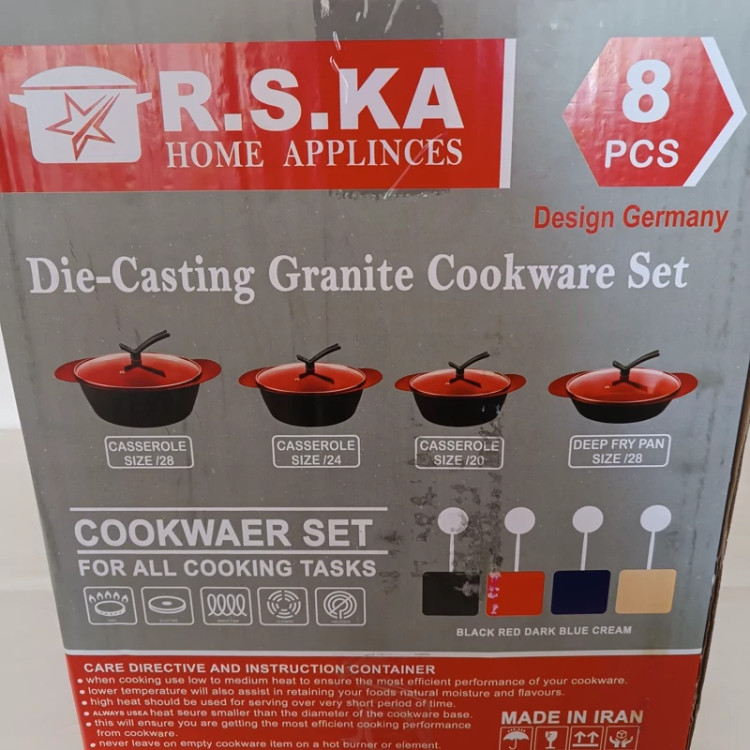 R.S.KA
HOME APPLINCES
8
PCS
Design Germany
Die-Casting Granite Cookware Set
CASSEROLE
SIZE /28
CASSEROLE
SIZE /24
CASSEROLE
SIZE /20
DEEP FRY PAN
SIZE /28
COOKWAER SET
FOR ALL COOKING TASKS
BLACK RED DARK BLUE CREAM
CARE DIRECTIVE AND INSTRUCTION CONTAINER
• when cooking use low to medium heat to ensure the most efficient performance of your cookware.
• lower temperature will also assist in retaining your foods natural moisture and flavours.
• high heat should be used for serving over very short period of time.
• ALWAYS USEA heat seure smaller than the diameter of the cookware base.
• this will ensure you are getting the most efficient cooking performance
from cookware.
• never leave on empty cookware item on a hot burner or element.
MADE IN IRAN